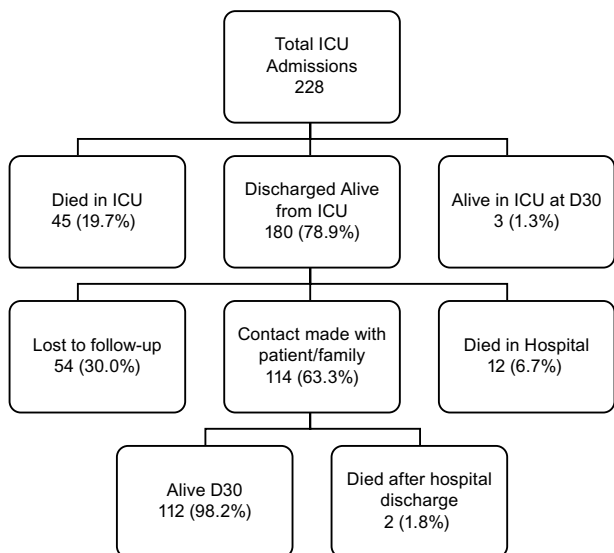 Total ICU
Admissions
228
Died in ICU
45 (19.7%)
Discharged Alive
from ICU
180 (78.9%)
Alive in ICU at D30
3 (1.3%)
Lost to follow-up
54 (30.0%)
Contact made with
patient/family
114 (63.3%)
Died in Hospital
12 (6.7%)
Alive D30
112 (98.2%)
Died after hospital
discharge
2 (1.8%)